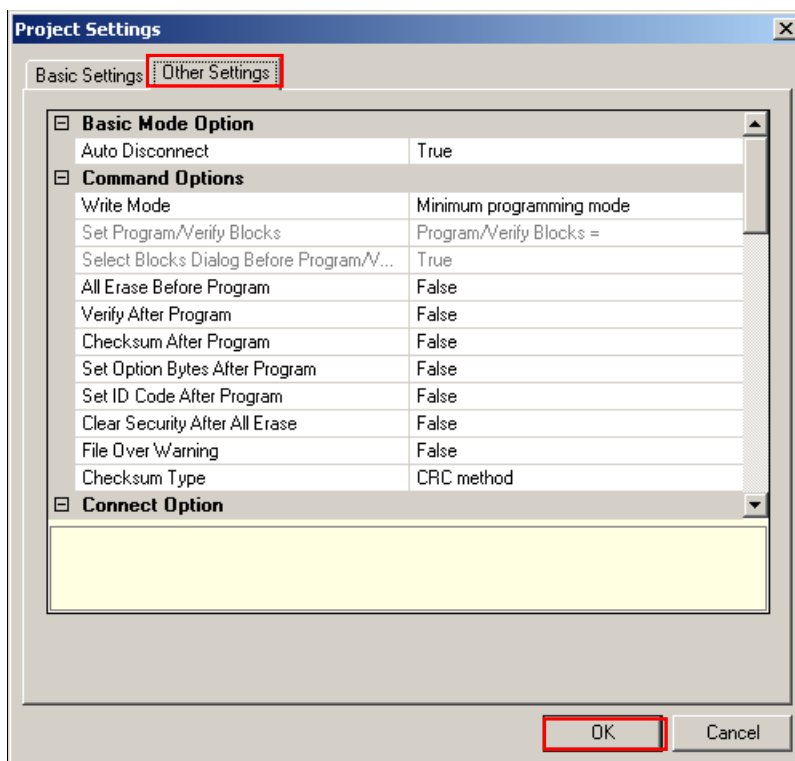 Project Settings
Basic Settings Other Settings
Basic Mode Option
Auto Disconnect True
Command Options
Write Mode Minimum programming mode
Set Program/Verify Blocks Program/Verify Blocks =
Select Blocks Dialog Before Program/V... True
All Erase Before Program False
Verify After Program False
Checksum After Program False
Set Option Bytes After Program False
Set ID Code After Program False
Clear Security After All Erase False
File Over Warning False
Checksum Type CRC method
Connect Option
OK Cancel